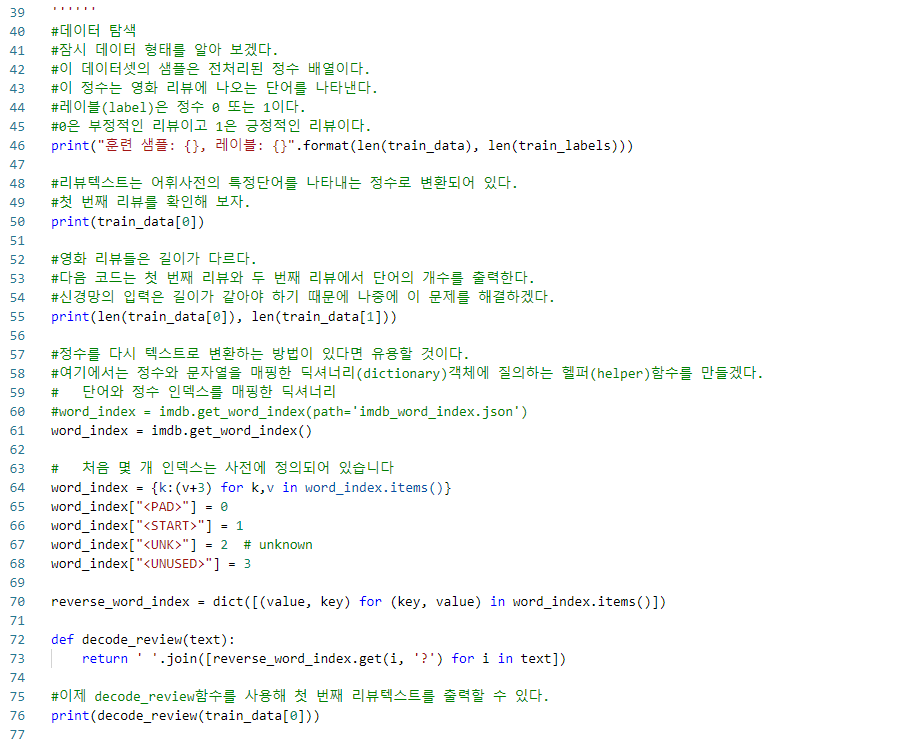 39 ''''''
40 #데이터 탐색
41 #잠시 데이터 형태를 알아 보겠다.
42 #이 데이터셋의 샘플은 전처리된 정수 배열이다.
43 #이 정수는 영화 리뷰에 나오는 단어를 나타낸다.
44 #레이블(label)은 정수 0 또는 1이다.
45 #0은 부정적인 리뷰이고 1은 긍정적인 리뷰이다.
46 print("훈련 샘플: {}, 레이블: {}".format(len(train_data), len(train_labels)))
47
48 #리뷰텍스트는 어휘사전의 특정단어를 나타내는 정수로 변환되어 있다.
49 #첫 번째 리뷰를 확인해 보자.
50 print(train_data[0])
51
52 #영화 리뷰들은 길이가 다르다.
53 #다음 코드는 첫 번째 리뷰와 두 번째 리뷰에서 단어의 개수를 출력한다.
54 #신경망의 입력은 길이가 같아야 하기 때문에 나중에 이 문제를 해결하겠다.
55 print(len(train_data[0]), len(train_data[1]))
56
57 #정수를 다시 텍스트로 변환하는 방법이 있다면 유용할 것이다.
58 #여기에서는 정수와 문자열을 매핑한 딕셔너리(dictionary)객체에 질의하는 헬퍼(helper)함수를 만들겠다.
59 #   단어와 정수 인덱스를 매핑한 딕셔너리
60 #word_index = imdb.get_word_index(path='imdb_word_index.json')
61 word_index = imdb.get_word_index()
62
63 #   처음 몇 개 인덱스는 사전에 정의되어 있습니다
64 word_index = {k:(v+3) for k,v in word_index.items()}
65 word_index["<PAD>"] = 0
66 word_index["<START>"] = 1
67 word_index["<UNK>"] = 2  # unknown
68 word_index["<UNUSED>"] = 3
69
70 reverse_word_index = dict([(value, key) for (key, value) in word_index.items()])
71
72 def decode_review(text):
73     return ' '.join([reverse_word_index.get(i, '?') for i in text])
74
75 #이제 decode_review함수를 사용해 첫 번째 리뷰텍스트를 출력할 수 있다.
76 print(decode_review(train_data[0]))
77